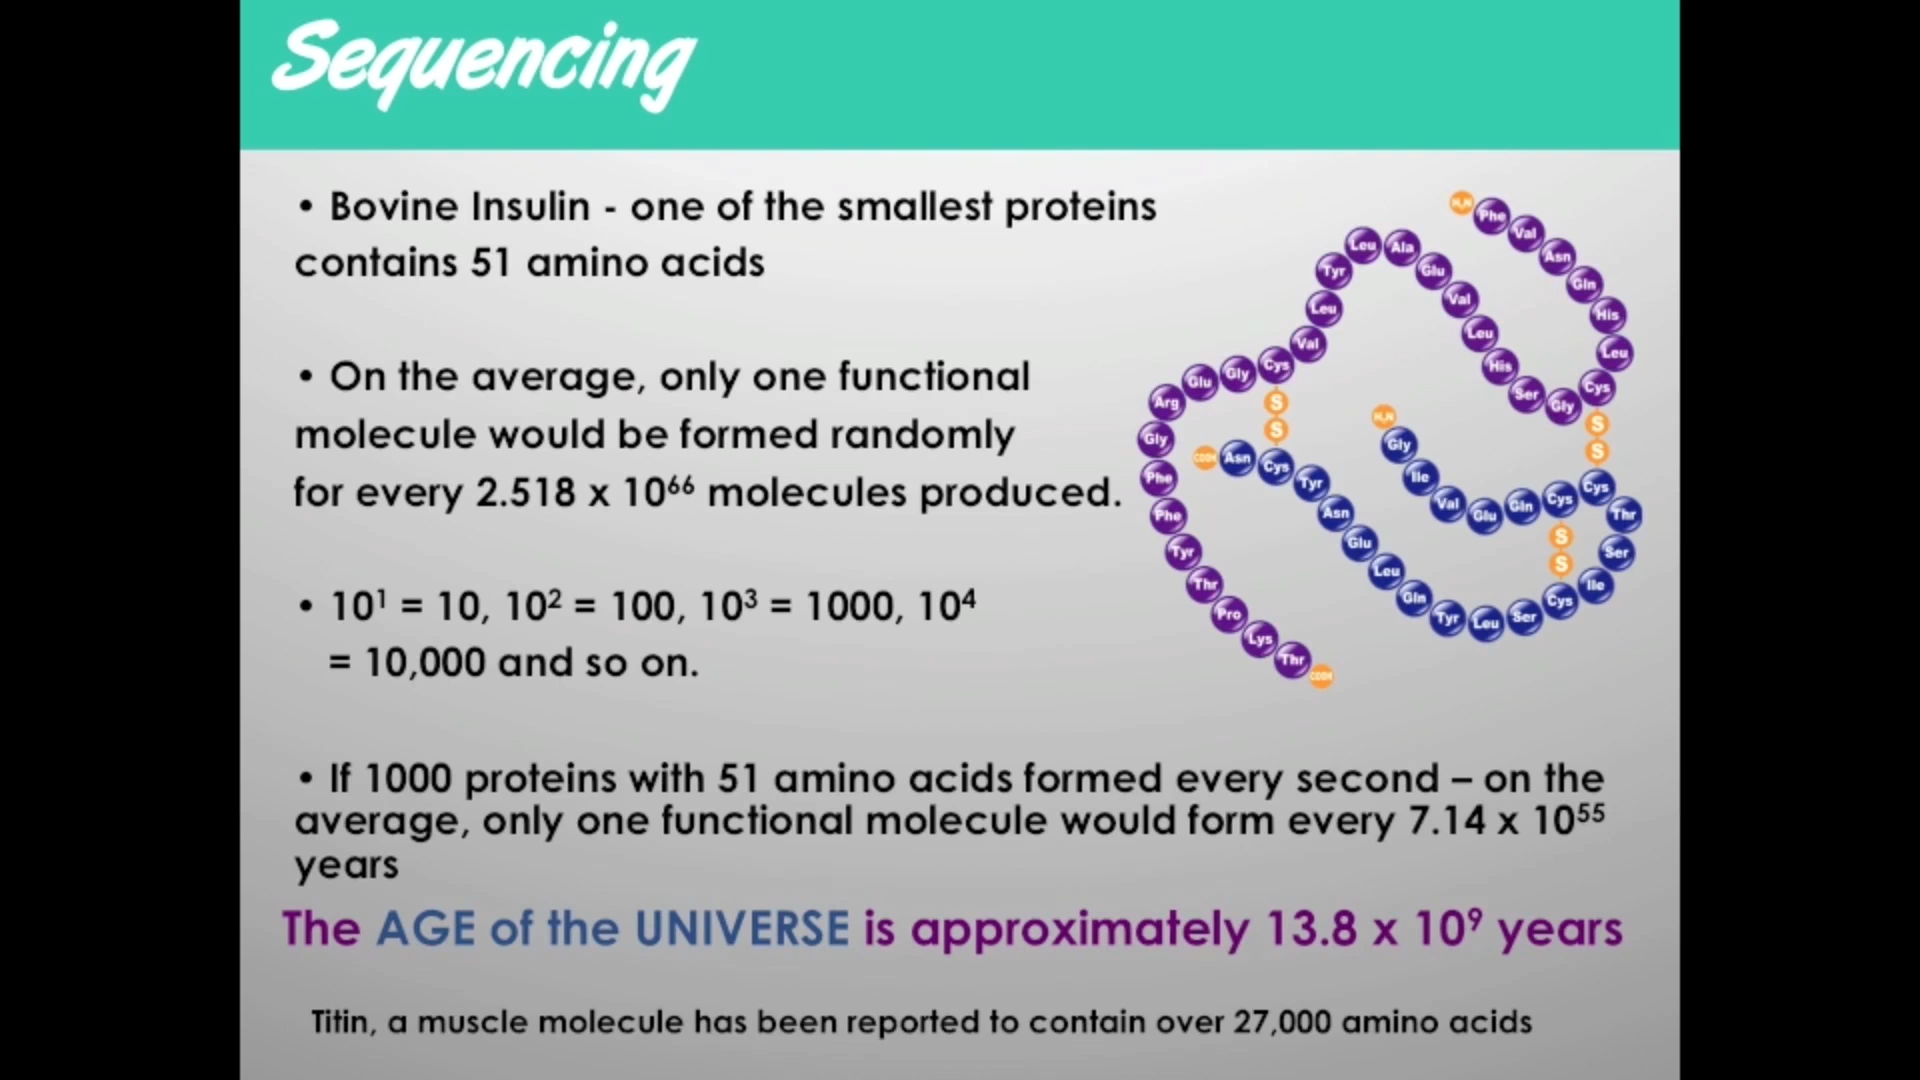 Sequencing
• Bovine Insulin - one of the smallest proteins
contains 51 amino acids
• On the average, only one functional
molecule would be formed randomly
for every 2.518 x 10⁶⁶ molecules produced.
• 10¹ = 10, 10² = 100, 10³ = 1000, 10⁴
= 10,000 and so on.
• If 1000 proteins with 51 amino acids formed every second – on the
average, only one functional molecule would form every 7.14 x 10⁵⁵
years
The AGE of the UNIVERSE is approximately 13.8 x 10⁹ years
Titin, a muscle molecule has been reported to contain over 27,000 amino acids
H₂N Phe Val Asn Gln His Leu Cys Gly Ser His Leu Val Glu Ala Leu Tyr Leu Val Cys Gly Glu Arg Gly Phe Phe Tyr Thr Pro Lys Thr COOH
S S
S S
H₂N Gly Ile Val Glu Gln Cys Cys Thr Ser Ile Cys Ser Leu Tyr Gln Leu Glu Asn Tyr Cys Asn COOH
S S